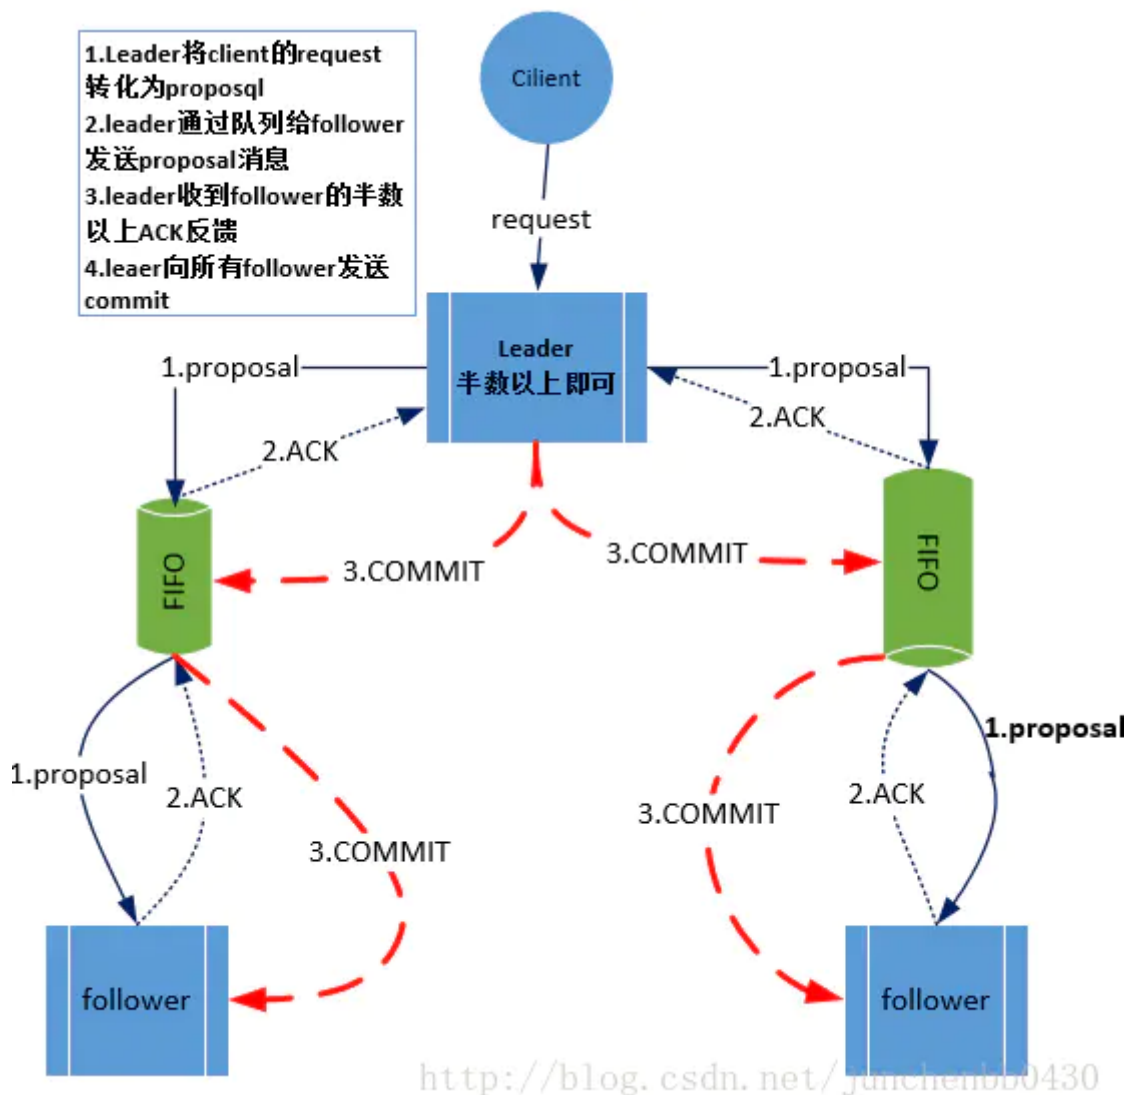 1.Leader将client的request
转化为proposql
2.leader通过队列给follower
发送proposal消息
3.leader收到follower的半数
以上ACK反馈
4.leaer向所有follower发送
commit
Cilient
request
Leader
半数以上即可
1.proposal
1.proposal
2.ACK
2.ACK
FIFO
FIFO
3.COMMIT
3.COMMIT
1.proposal
1.proposal
2.ACK
2.ACK
3.COMMIT
3.COMMIT
follower
follower
http://blog.csdn.net/junchenbb0430